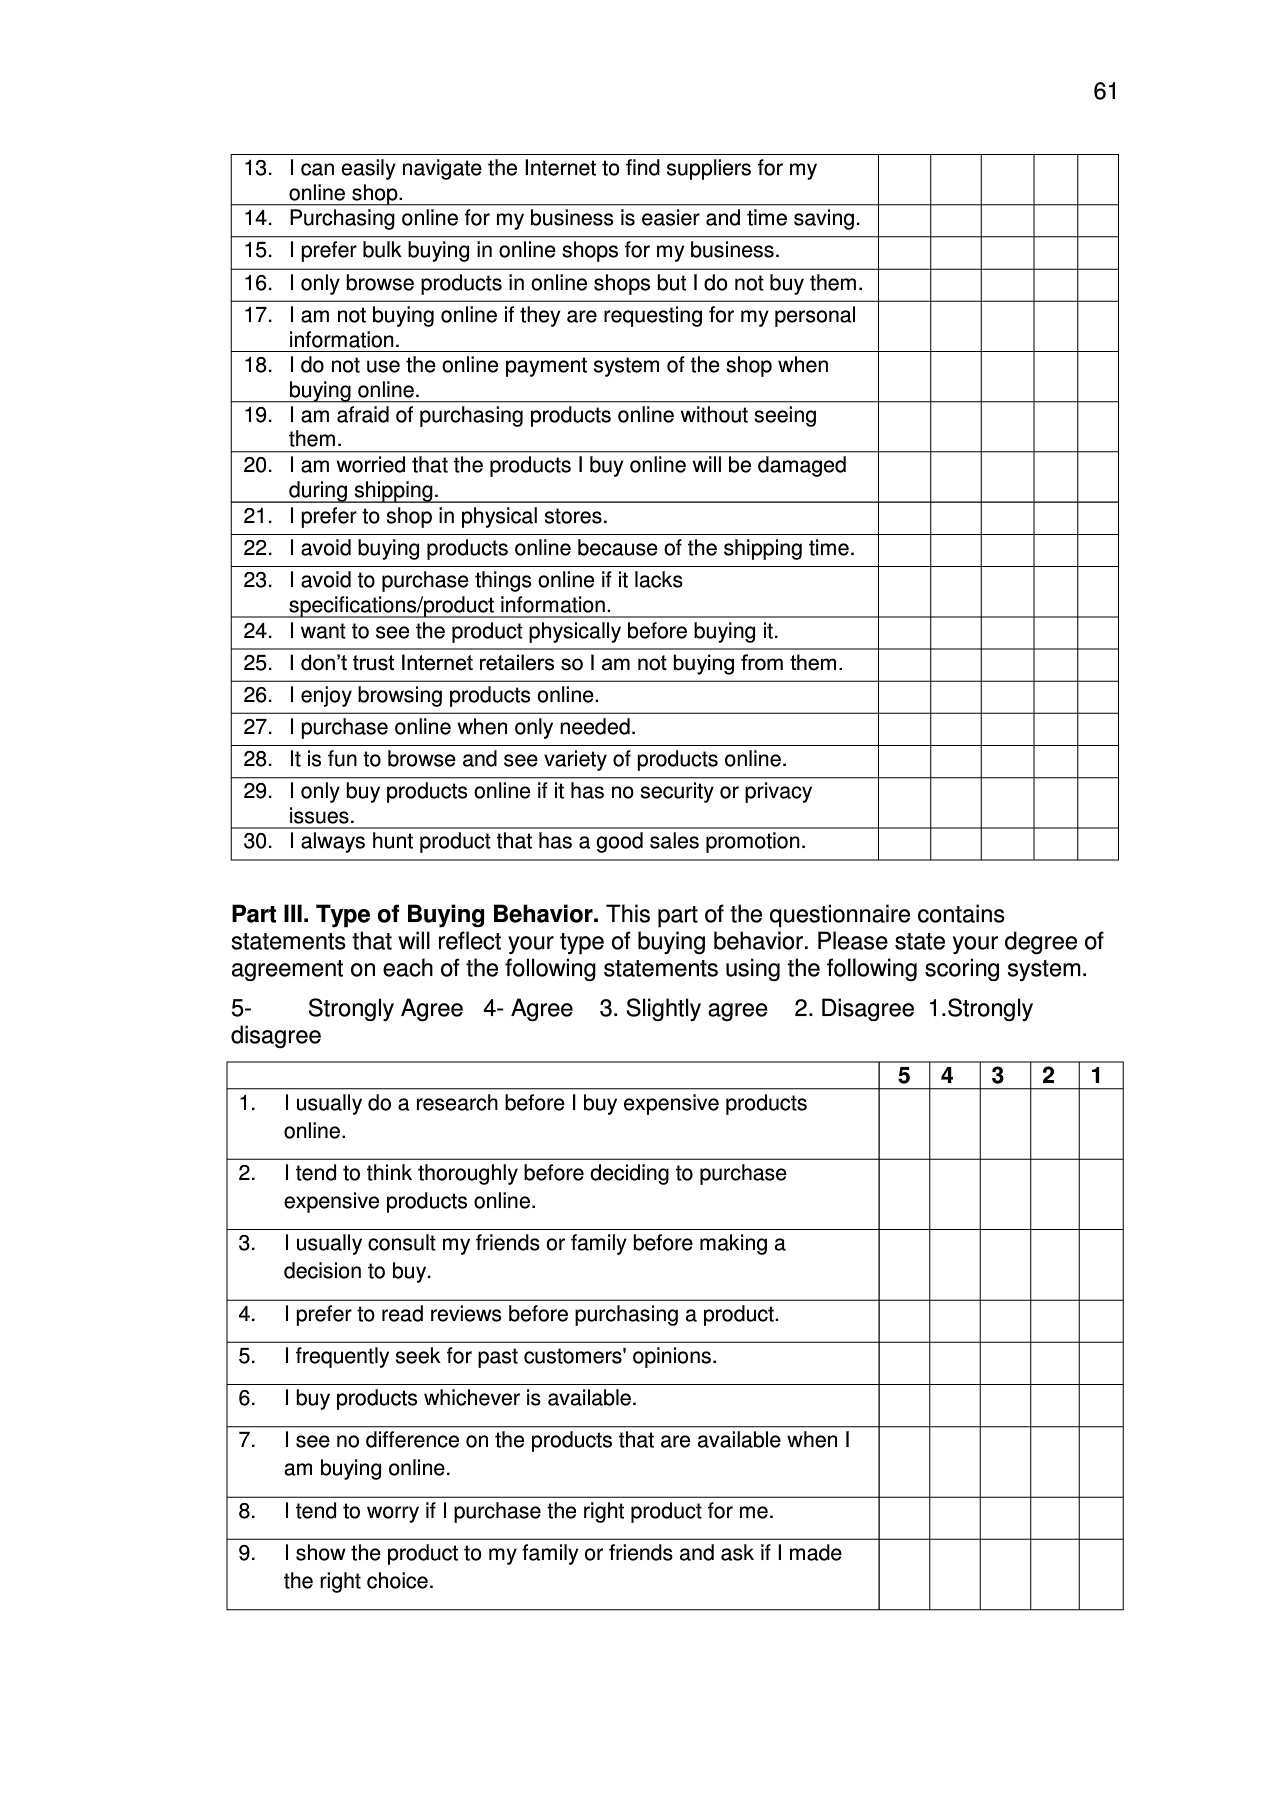 61
13. I can easily navigate the Internet to find suppliers for my
online shop.
14. Purchasing online for my business is easier and time saving.
15. I prefer bulk buying in online shops for my business.
16. I only browse products in online shops but I do not buy them.
17. I am not buying online if they are requesting for my personal
information.
18. I do not use the online payment system of the shop when
buying online.
19. I am afraid of purchasing products online without seeing
them.
20. I am worried that the products I buy online will be damaged
during shipping.
21. I prefer to shop in physical stores.
22. I avoid buying products online because of the shipping time.
23. I avoid to purchase things online if it lacks
specifications/product information.
24. I want to see the product physically before buying it.
25. I don’t trust Internet retailers so I am not buying from them.
26. I enjoy browsing products online.
27. I purchase online when only needed.
28. It is fun to browse and see variety of products online.
29. I only buy products online if it has no security or privacy
issues.
30. I always hunt product that has a good sales promotion.
Part III. Type of Buying Behavior. This part of the questionnaire contains
statements that will reflect your type of buying behavior. Please state your degree of
agreement on each of the following statements using the following scoring system.
5- Strongly Agree 4- Agree 3. Slightly agree 2. Disagree 1.Strongly
disagree
5 4 3 2 1
1. I usually do a research before I buy expensive products
online.
2. I tend to think thoroughly before deciding to purchase
expensive products online.
3. I usually consult my friends or family before making a
decision to buy.
4. I prefer to read reviews before purchasing a product.
5. I frequently seek for past customers' opinions.
6. I buy products whichever is available.
7. I see no difference on the products that are available when I
am buying online.
8. I tend to worry if I purchase the right product for me.
9. I show the product to my family or friends and ask if I made
the right choice.